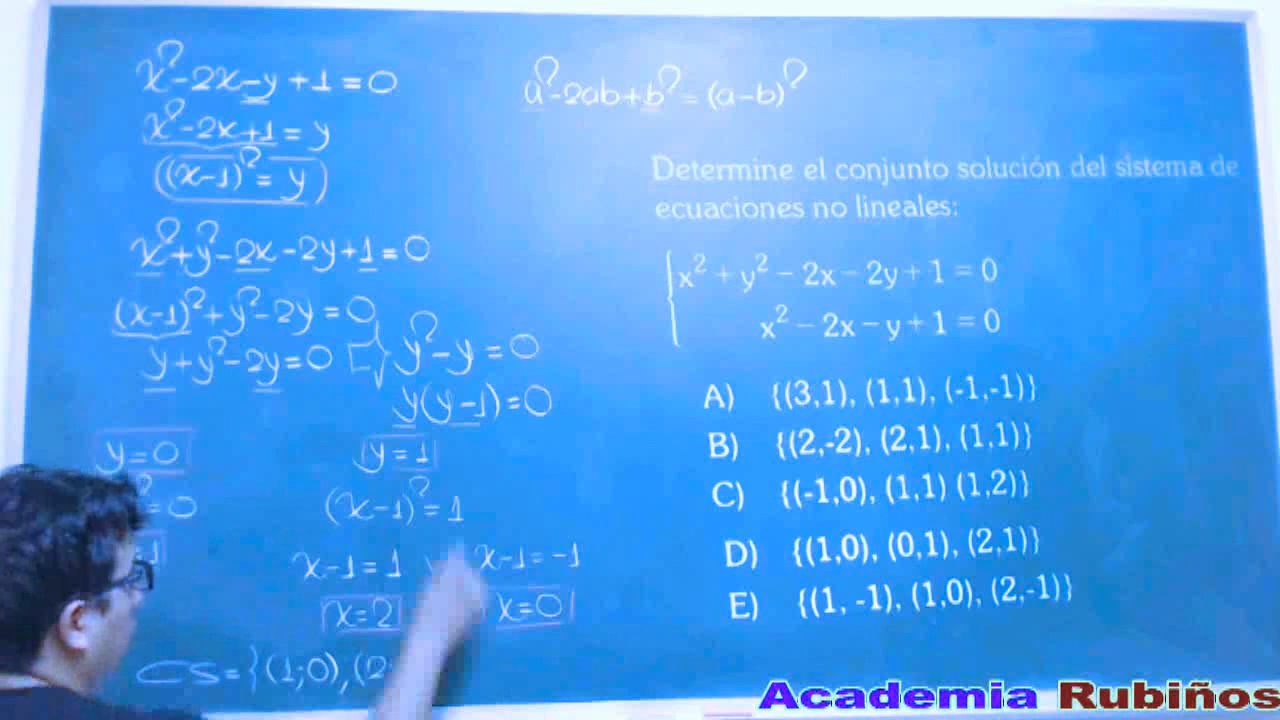 x²-2x-y+1=0
x²-2x+1=y
(x-1)²=y
x²+y²-2x-2y+1=0
(x-1)²+y²-2y=0
y+y²-2y=0
y²-y=0
y(y-1)=0
y=0
y=1
=0
(x-1)²=1
x-1=1 v x-1=-1
x=2
x=0
CS={(1;0),(2
a²-2ab+b²=(a-b)²
Determine el conjunto solución del sistema de
ecuaciones no lineales:
x² + y² - 2x - 2y + 1 = 0
x² - 2x - y + 1 = 0
A) {(3,1), (1,1), (-1,-1)}
B) {(2,-2), (2,1), (1,1)}
C) {(-1,0), (1,1) (1,2)}
D) {(1,0), (0,1), (2,1)}
E) {(1, -1), (1,0), (2,-1)}
Academia Rubiños